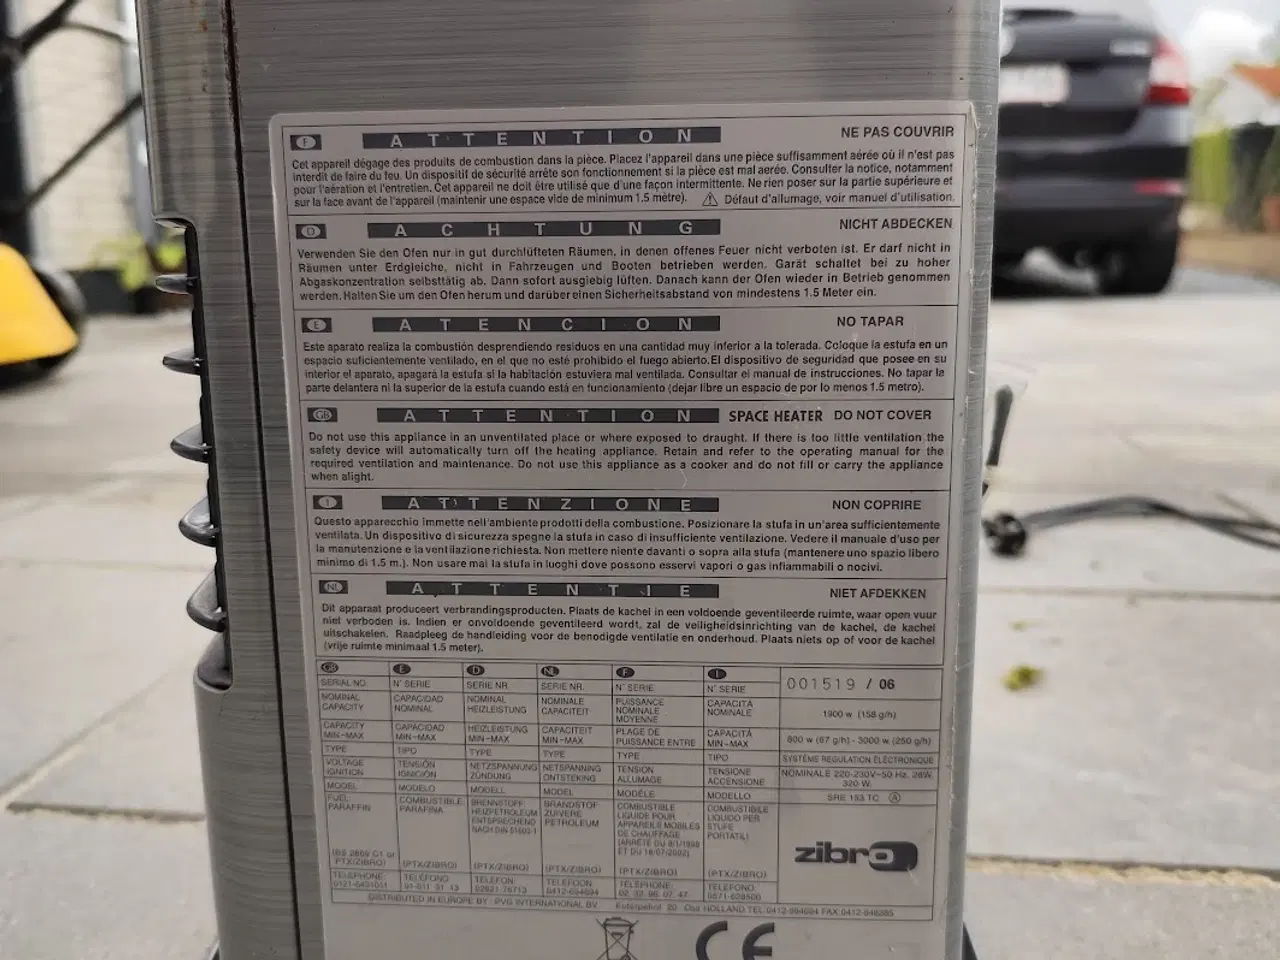 F ATTENTION NE PAS COUVRIR
Cet appareil dégage des produits de combustion dans la pièce. Placez l'appareil dans une pièce suffisamment aérée où il n'est pas
interdit de faire du feu. Un dispositif de sécurité arrête son fonctionnement si la pièce est mal aerée. Consulter la notice, notamment
pour l'aération et l'entretien. Cet appareil ne doit être utilisé que d'une façon intermittente. Ne rien poser sur la partie supérieure et
sur la face avant de l'appareil (maintenir une espace vide de minimum 1.5 mètre). Défaut d'allumage, voir manuel d'utilisation.
D ACHTUNG NICHT ABDECKEN
Verwenden Sie den Ofen nur in gut durchlüfteten Räumen, in denen offenes Feuer nicht verboten ist. Er darf nicht in
Räumen unter Erdgleiche, nicht in Fahrzeugen und Booten betrieben werden. Garät schaltet bei zu hoher
Abgaskonzentration selbsttätig ab. Dann sofort ausgiebig lüften. Danach kann der Ofen wieder in Betrieb genommen
werden. Halten Sie um den Ofen herum und darüber einen Sicherheitsabstand von mindestens 1.5 Meter ein.
E ATENCION NO TAPAR
Este aparato realiza la combustión desprendiendo residuos en una cantidad muy inferior a la tolerada. Coloque la estufa en un
espacio suficientemente ventilado, en el que no esté prohibido el fuego abierto. El dispositivo de seguridad que posee en su
interior el aparato, apagará la estufa si la habitación estuviera mal ventilada. Consultar el manual de instrucciones. No tapar la
parte delantera ni la superior de la estufa cuando está en funcionamiento (dejar libre un espacio de por lo menos 1.5 metro).
GB ATTENTION SPACE HEATER DO NOT COVER
Do not use this appliance in an unventilated place or where exposed to draught. If there is too little ventilation the
safety device will automatically turn off the heating appliance. Retain and refer to the operating manual for the
required ventilation and maintenance. Do not use this appliance as a cooker and do not fill or carry the appliance
when alight.
I ATTENZIONE NON COPRIRE
Questo apparecchio immette nell'ambiente prodotti della combustione. Posizionare la stufa in un'area sufficientemente
ventilata. Un dispositivo di sicurezza spegne la stufa in caso di insufficiente ventilazione. Vedere il manuale d'uso per
la manutenzione e la ventilazione richiesta. Non mettere niente davanti o sopra alla stufa (mantenere uno spazio libero
minimo di 1.5 m.). Non usare mai la stufa in luoghi dove possono esservi vapori o gas infiammabili o nocivi.
NL ATTENTIE NIET AFDEKKEN
Dit apparaat produceert verbrandingsproducten. Plaats de kachel in een voldoende geventileerde ruimte, waar open vuur
niet verboden is. Indien er onvoldoende geventileerd wordt, zal de veiligheidsinrichting van de kachel, de kachel
uitschakelen. Raadpleeg de handleiding voor de benodigde ventilatie en onderhoud. Plaats niets op of voor de kachel
(vrije ruimte minimaal 1.5 meter).
GB E D NL F I
SERIAL NO. N° SERIE SERIE NR. SERIE NR. N° SERIE N° SERIE 001519 / 06
NOMINAL CAPACITY CAPACIDAD NOMINAL NOMINAL HEIZLEISTUNG NOMINALE CAPACITEIT PUISSANCE NOMINALE MOYENNE CAPACITÀ NOMINALE 1900 w (158 g/h)
CAPACITY MIN-MAX CAPACIDAD MIN-MAX HEIZLEISTUNG MIN-MAX CAPACITEIT MIN-MAX PLAGE DE PUISSANCE ENTRE CAPACITÀ MIN-MAX 800 w (67 g/h) - 3000 w (250 g/h)
TYPE TIPO TYPE TYPE TYPE TIPO SYSTÈME REGULATION ÉLECTRONIQUE
VOLTAGE IGNITION TENSIÓN IGNICIÓN NETZSPANNUNG ZÜNDUNG NETSPANNING ONTSTEKING TENSION ALLUMAGE TENSIONE ACCENSIONE NOMINALE 220-230V~50 Hz, 28W, 320 W.
MODEL MODELO MODELL MODEL MODÈLE MODELLO SRE 153 TC A
FUEL PARAFFIN COMBUSTIBLE PARAFINA BRENNSTOFF HEIZPETROLEUM ENTSPRECHEND NACH DIN 51603-1 BRANDSTOF ZUIVERE PETROLEUM COMBUSTIBLE LIQUIDE POUR APPAREILS MOBILES DE CHAUFFAGE (ARRÊTÉ DU 8/1/1998 ET DU 18/07/2002) COMBUSTIBILE LIQUIDO PER STUFE PORTATILI zibro
(BS 2869 C1 or PTX/ZIBRO) (PTX/ZIBRO) (PTX/ZIBRO) (PTX/ZIBRO) (PTX/ZIBRO) (PTX/ZIBRO)
TELEPHONE: TELÉFONO TELEFON: TELEFOON TÉLÉPHONE: TELEFONO:
DISTRIBUTED IN EUROPE BY : PVG INTERNATIONAL BV 20 Oss HOLLAND TEL:0412-694694 FAX:
CE